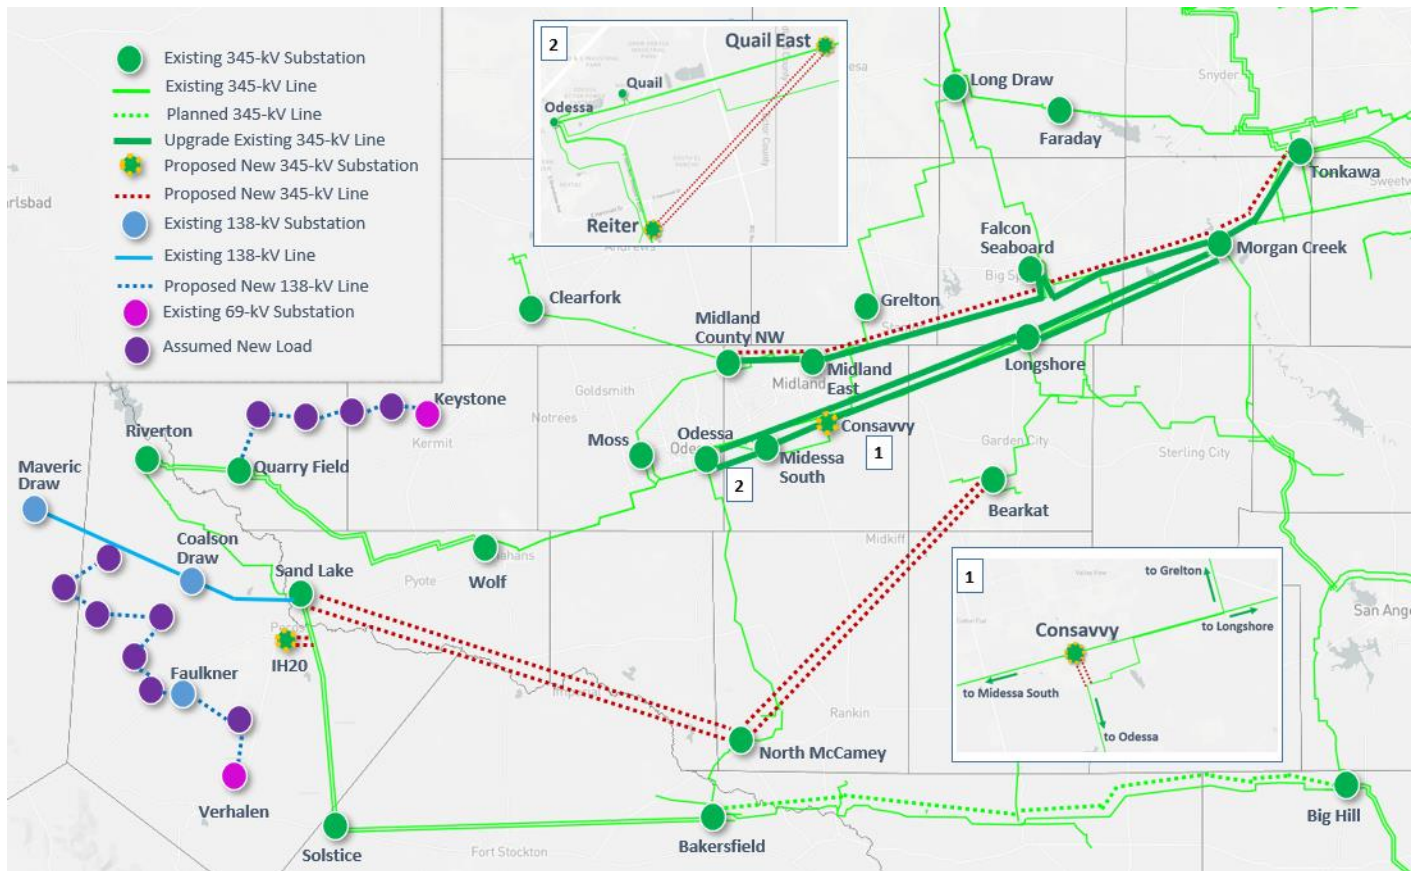 Existing 345-kV Substation
Existing 345-kV Line
Planned 345-kV Line
Upgrade Existing 345-kV Line
Proposed New 345-kV Substation
Proposed New 345-kV Line
Existing 138-kV Substation
Existing 138-kV Line
Proposed New 138-kV Line
Existing 69-kV Substation
Assumed New Load
2
Quail East
Quail
Odessa
Reiter
Andrews
Long Draw
Faraday
Snyder
Tonkawa
Sweetw
arlsbad
Falcon
Seaboard
Big Sp
Morgan Creek
Clearfork
Grelton
Midland
County NW
Midland
East
Midland
Longshore
Goldsmith
Notrees
Keystone
Kermit
Riverton
Quarry Field
Moss
Odessa
Midessa
South
Consavvy
1
2
Garden City
Sterling City
Bearkat
Maveric
Draw
Coalson
Draw
Sand Lake
Wolf
Pyote
Midkiff
IH20
Faulkner
Verhalen
Rankin
North McCamey
1
to Grelton
to Longshore
Consavvy
to Midessa South
to Odessa
San Ange
Big Hill
Solstice
Fort Stockton
Bakersfield